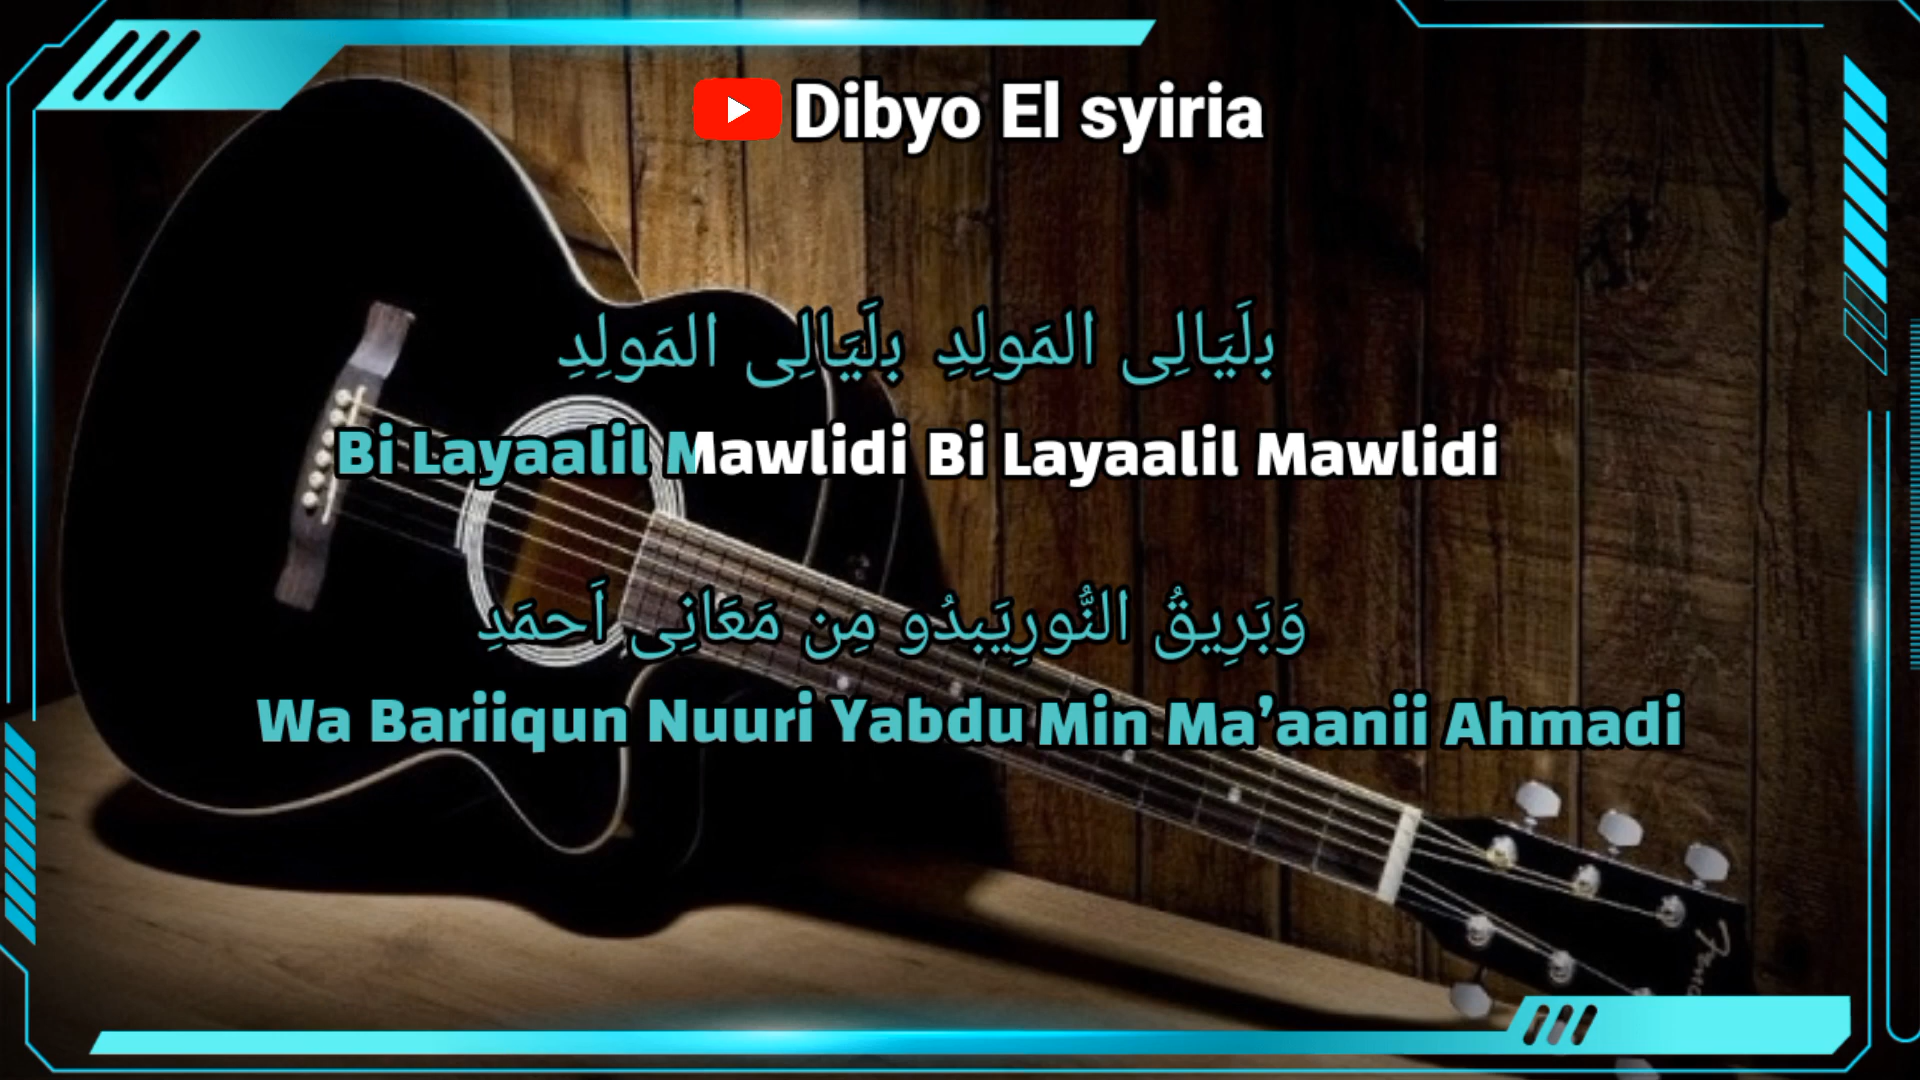 Dibyo El syiria
بِلَيَالِى المَولِدِ بِلَيَالِى المَولِدِ
Bi Layaalil Mawlidi Bi Layaalil Mawlidi
وَبَرِيقُ النُّورِيَبدُو مِن مَعَانِى اَحمَدِ
Wa Bariiqun Nuuri Yabdu Min Ma'aanii Ahmadi